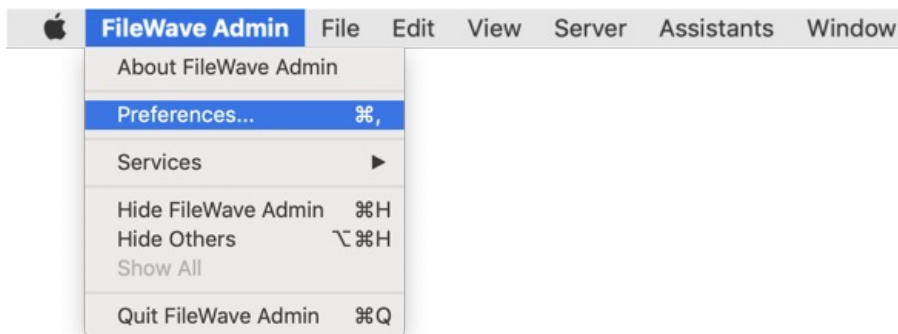 FileWave Admin File Edit View Server Assistants Window
About FileWave Admin
Preferences... ⌘,
Services ▶
Hide FileWave Admin ⌘H
Hide Others ⌥⌘H
Show All
Quit FileWave Admin ⌘Q